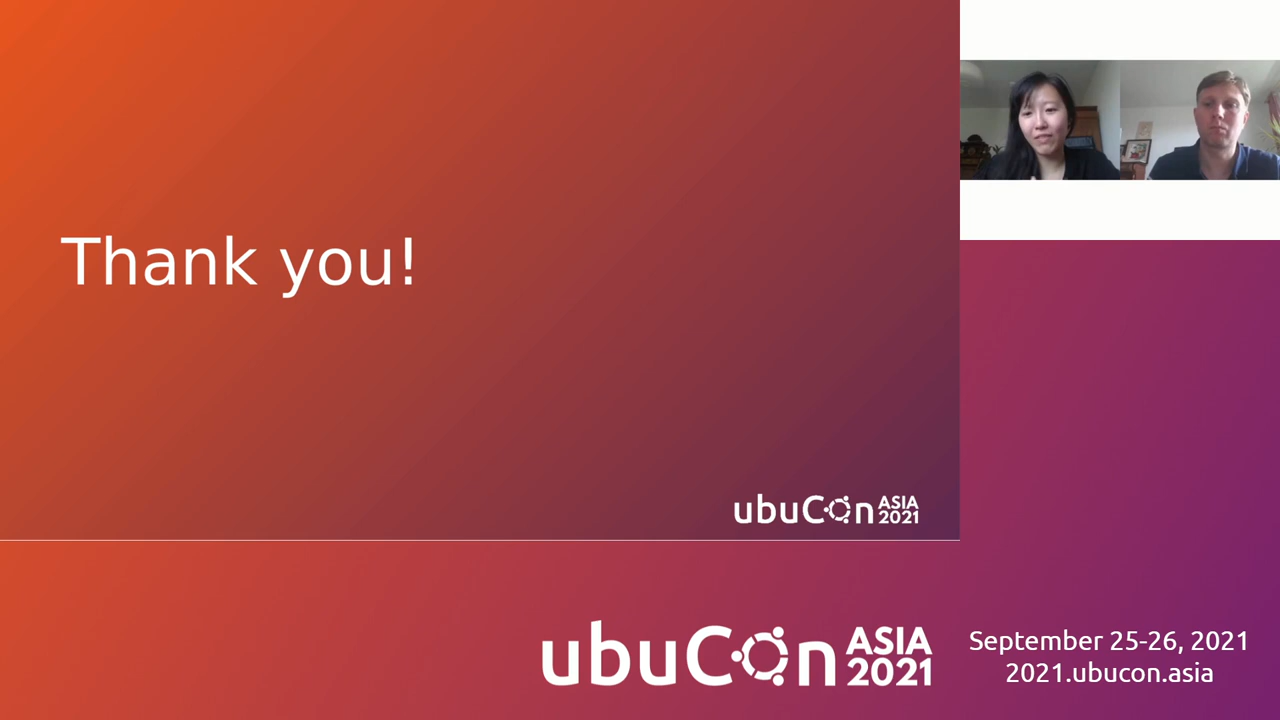 Thank you!
ubuCon ASIA 2021
ubuCon ASIA 2021
September 25-26, 2021
2021.ubucon.asia